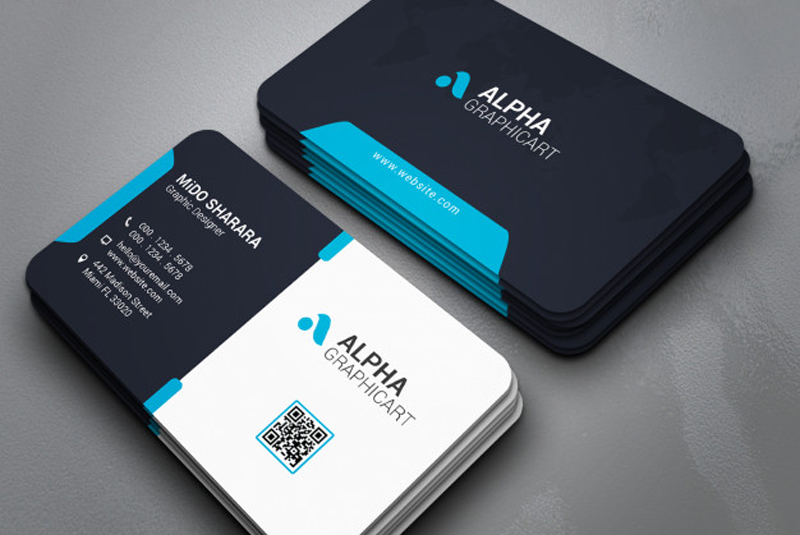 ALPHA
GRAPHICART
www.website.com
MiDO SHARARA
Graphic Designer
000 . 1234 . 5678
000 . 1234 . 5678
hello@youremail.com
www.website.com
442 Madison Street
Miami FL 33020
ALPHA
GRAPHICART